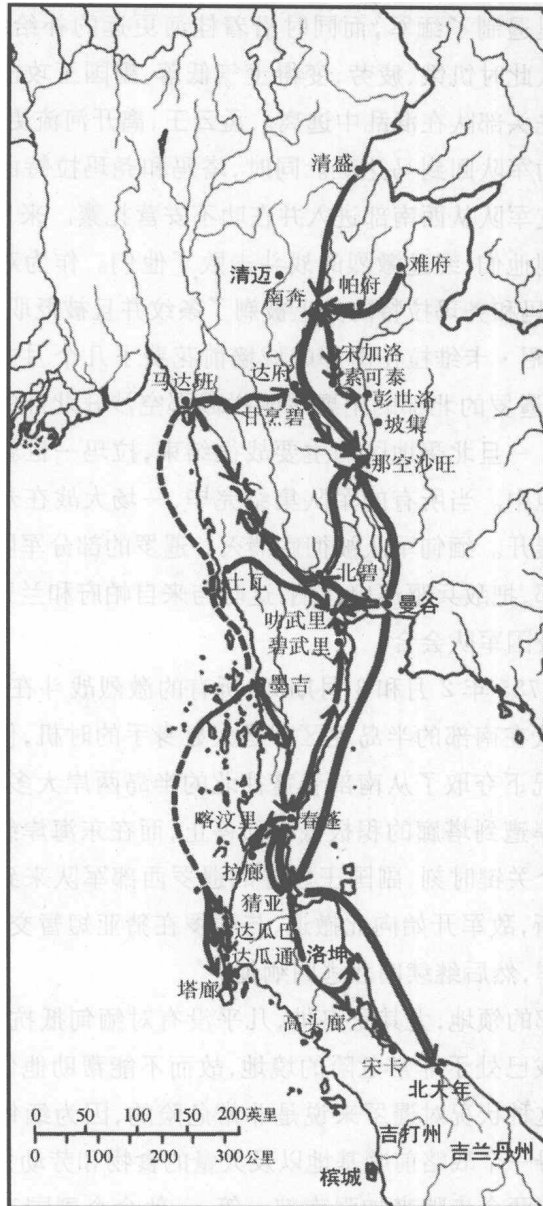 清盛
难府
清迈
帕府
南奔
宋加洛
索可泰
达府
彭世洛
马达班
甘烹碧
坡集
那空沙旺
土瓦
北碧
曼谷
叻武里
碧武里
墨吉
略汶里
春蓬
拉廊
猜亚
达瓜巴
达瓜通
洛坤
塔廊
高头廊
宋卡
北大年
吉打州
吉兰丹州
槟城
0 50 100 150 200英里
0 100 200 300公里